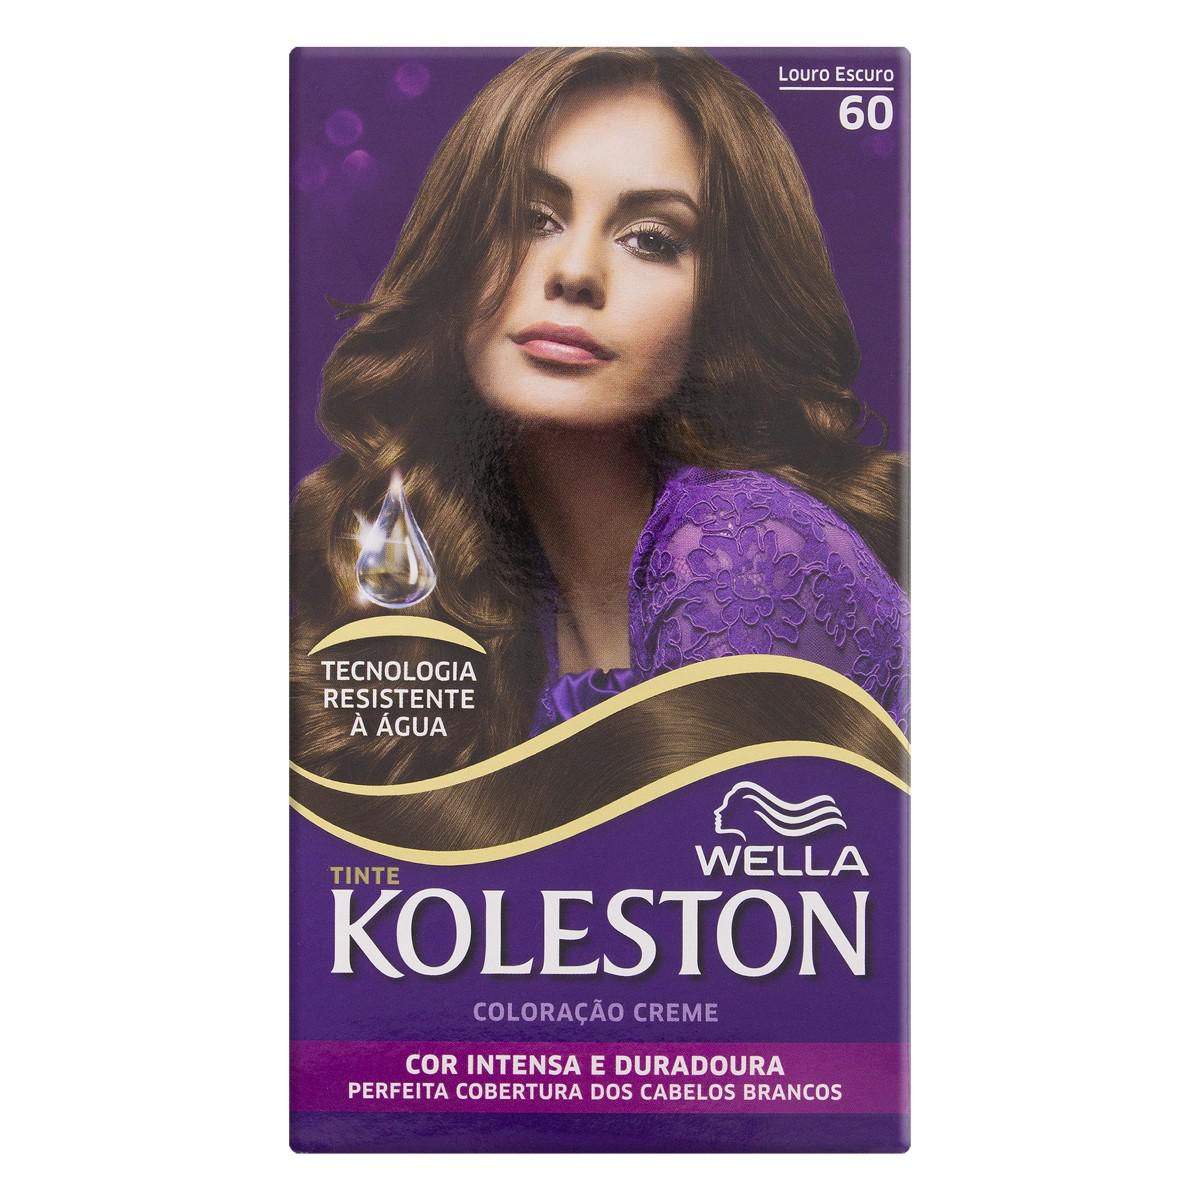 Louro Escuro
60
TECNOLOGIA
RESISTENTE
À ÁGUA
WELLA
TINTE
KOLESTON
COLORAÇÃO CREME
COR INTENSA E DURADOURA
PERFEITA COBERTURA DOS CABELOS BRANCOS